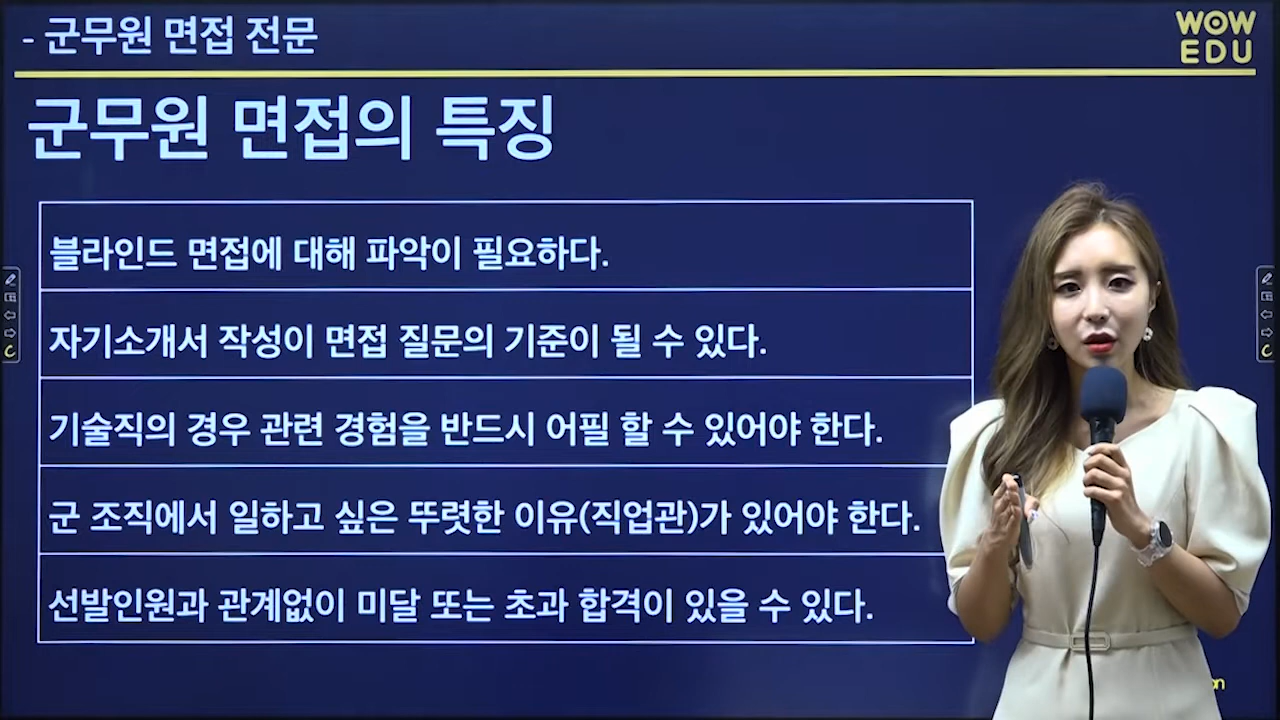 - 군무원 면접 전문
WOW
EDU
군무원 면접의 특징
블라인드 면접에 대해 파악이 필요하다.
자기소개서 작성이 면접 질문의 기준이 될 수 있다.
기술직의 경우 관련 경험을 반드시 어필 할 수 있어야 한다.
군 조직에서 일하고 싶은 뚜렷한 이유(직업관)가 있어야 한다.
선발인원과 관계없이 미달 또는 초과 합격이 있을 수 있다.